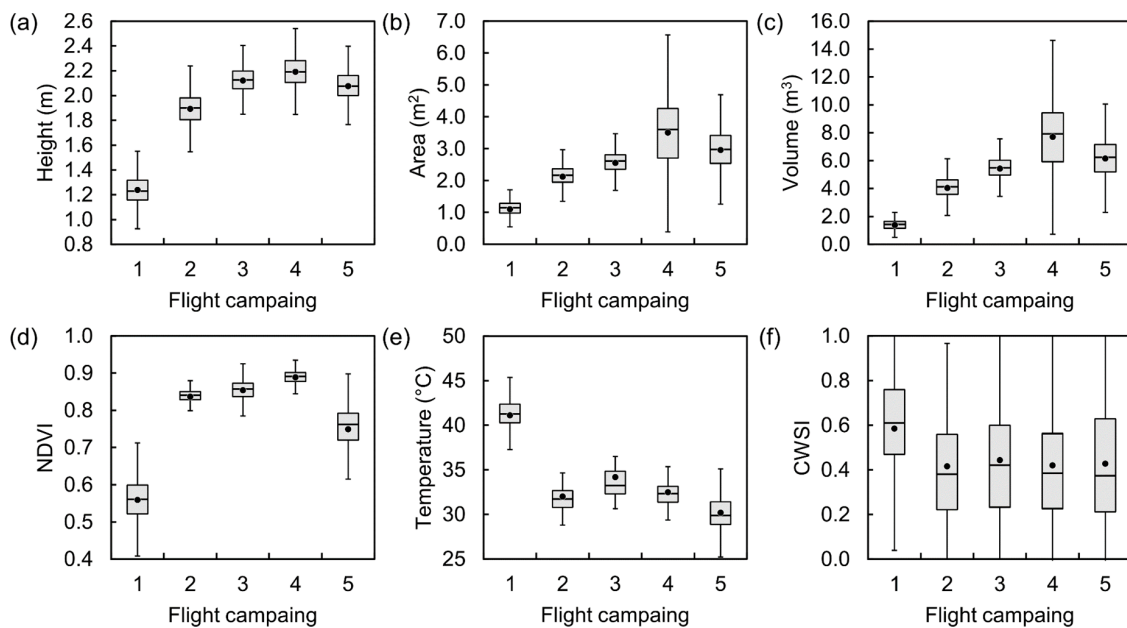 (a)
2.6
2.4
2.2
2.0
1.8
1.6
1.4
1.2
1.0
0.8
Height (m)
1 2 3 4 5
Flight campaing
(b)
7.0
6.0
5.0
4.0
3.0
2.0
1.0
0.0
Area (m²)
1 2 3 4 5
Flight campaing
(c)
16.0
14.0
12.0
10.0
8.0
6.0
4.0
2.0
0.0
Volume (m³)
1 2 3 4 5
Flight campaing
(d)
1.0
0.9
0.8
0.7
0.6
0.5
0.4
NDVI
1 2 3 4 5
Flight campaing
(e)
50
45
40
35
30
25
Temperature (°C)
1 2 3 4 5
Flight campaing
(f)
1.0
0.8
0.6
0.4
0.2
0.0
CWSI
1 2 3 4 5
Flight campaing